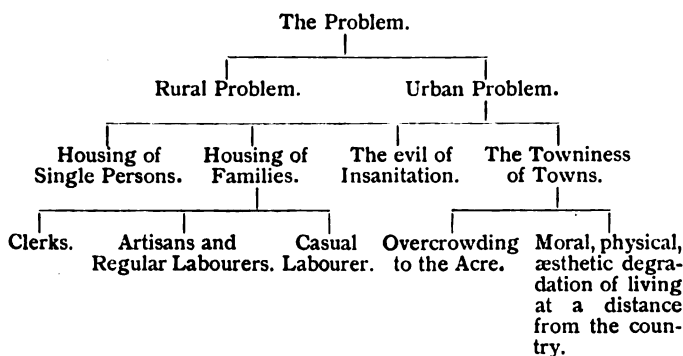 The Problem.
Rural Problem. Urban Problem.
Housing of Single Persons.
Housing of Families.
The evil of Insanitation.
The Towniness of Towns.
Clerks.
Artisans and Regular Labourers.
Casual Labourer.
Overcrowding to the Acre.
Moral, physical,
æsthetic degra-
dation of living
at a distance
from the coun-
try.